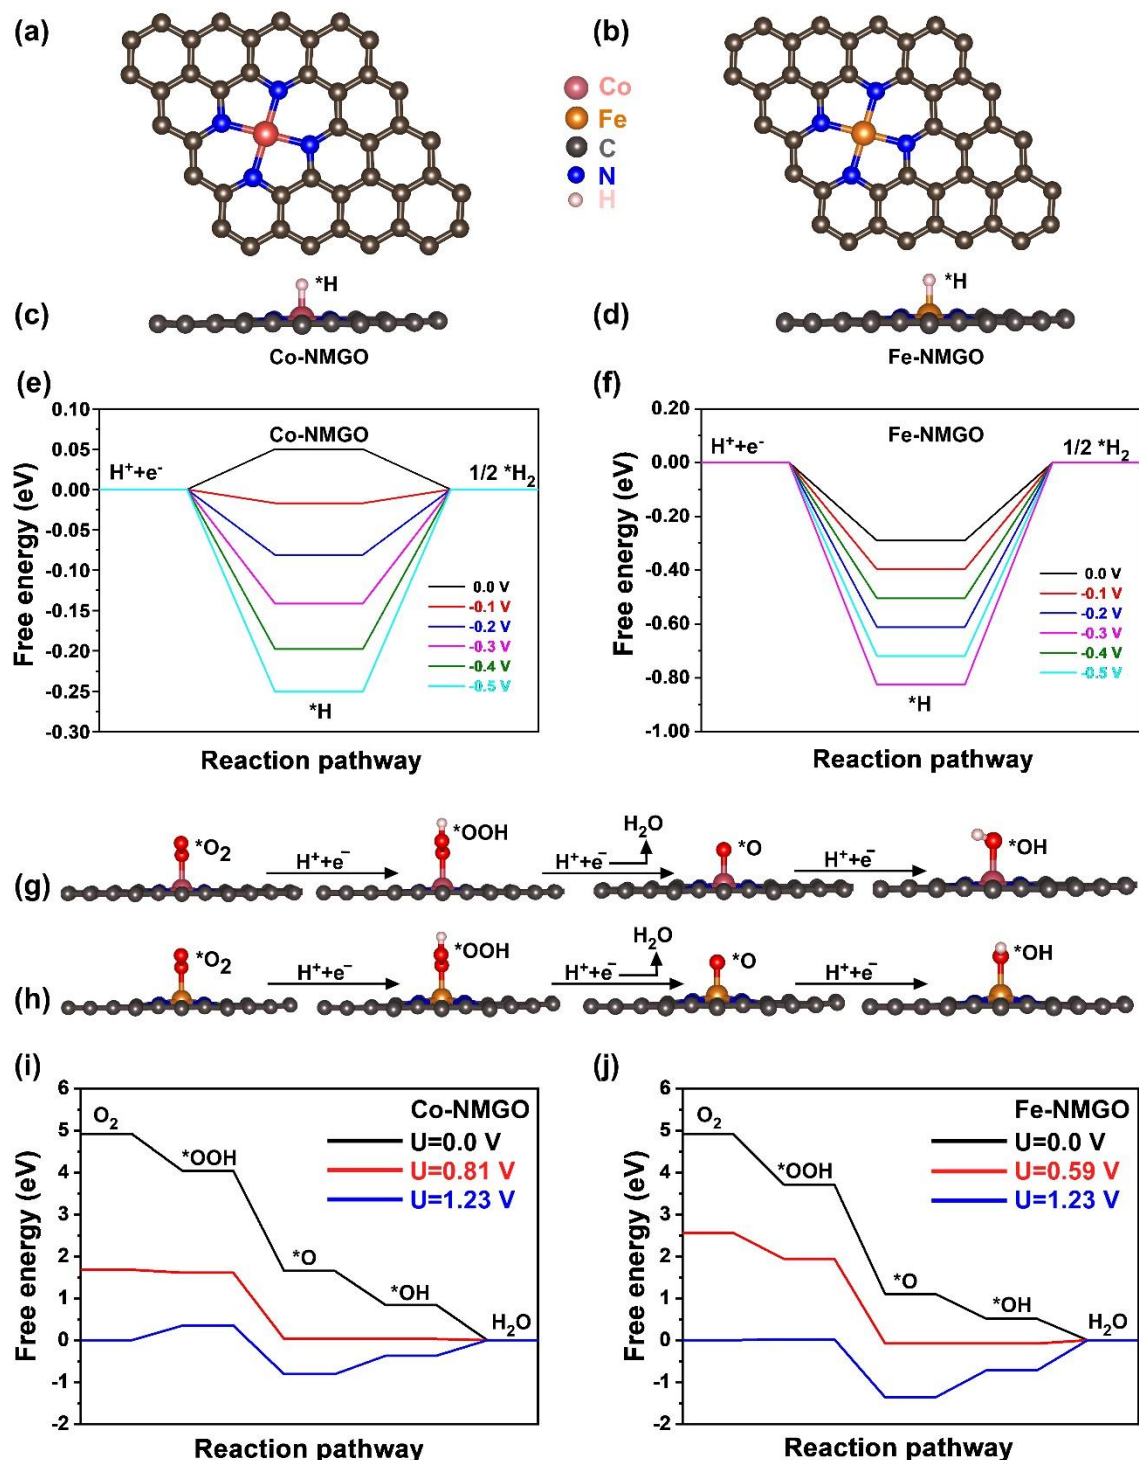 (a)
(b)
Co
Fe
C
N
H
*H
*H
(c)
(d)
Co-NMGO
Fe-NMGO
(e)
(f)
0.10
0.05
0.00
-0.05
-0.10
-0.15
-0.20
-0.25
-0.30
Free energy (eV)
Co-NMGO
H⁺+e⁻
1/2 *H₂
0.0 V
-0.1 V
-0.2 V
-0.3 V
-0.4 V
-0.5 V
*H
Reaction pathway
0.20
0.00
-0.20
-0.40
-0.60
-0.80
-1.00
Free energy (eV)
Fe-NMGO
H⁺+e⁻
1/2 *H₂
0.0 V
-0.1 V
-0.2 V
-0.3 V
-0.4 V
-0.5 V
*H
Reaction pathway
(g)
*O₂
H⁺+e⁻
*OOH
H⁺+e⁻
H₂O
*O
H⁺+e⁻
*OH
(h)
*O₂
H⁺+e⁻
*OOH
H⁺+e⁻
H₂O
*O
H⁺+e⁻
*OH
(i)
(j)
6
5
4
3
2
1
0
-1
-2
Free energy (eV)
O₂
*OOH
*O
*OH
H₂O
Co-NMGO
U=0.0 V
U=0.81 V
U=1.23 V
Reaction pathway
6
5
4
3
2
1
0
-1
-2
Free energy (eV)
O₂
*OOH
*O
*OH
H₂O
Fe-NMGO
U=0.0 V
U=0.59 V
U=1.23 V
Reaction pathway